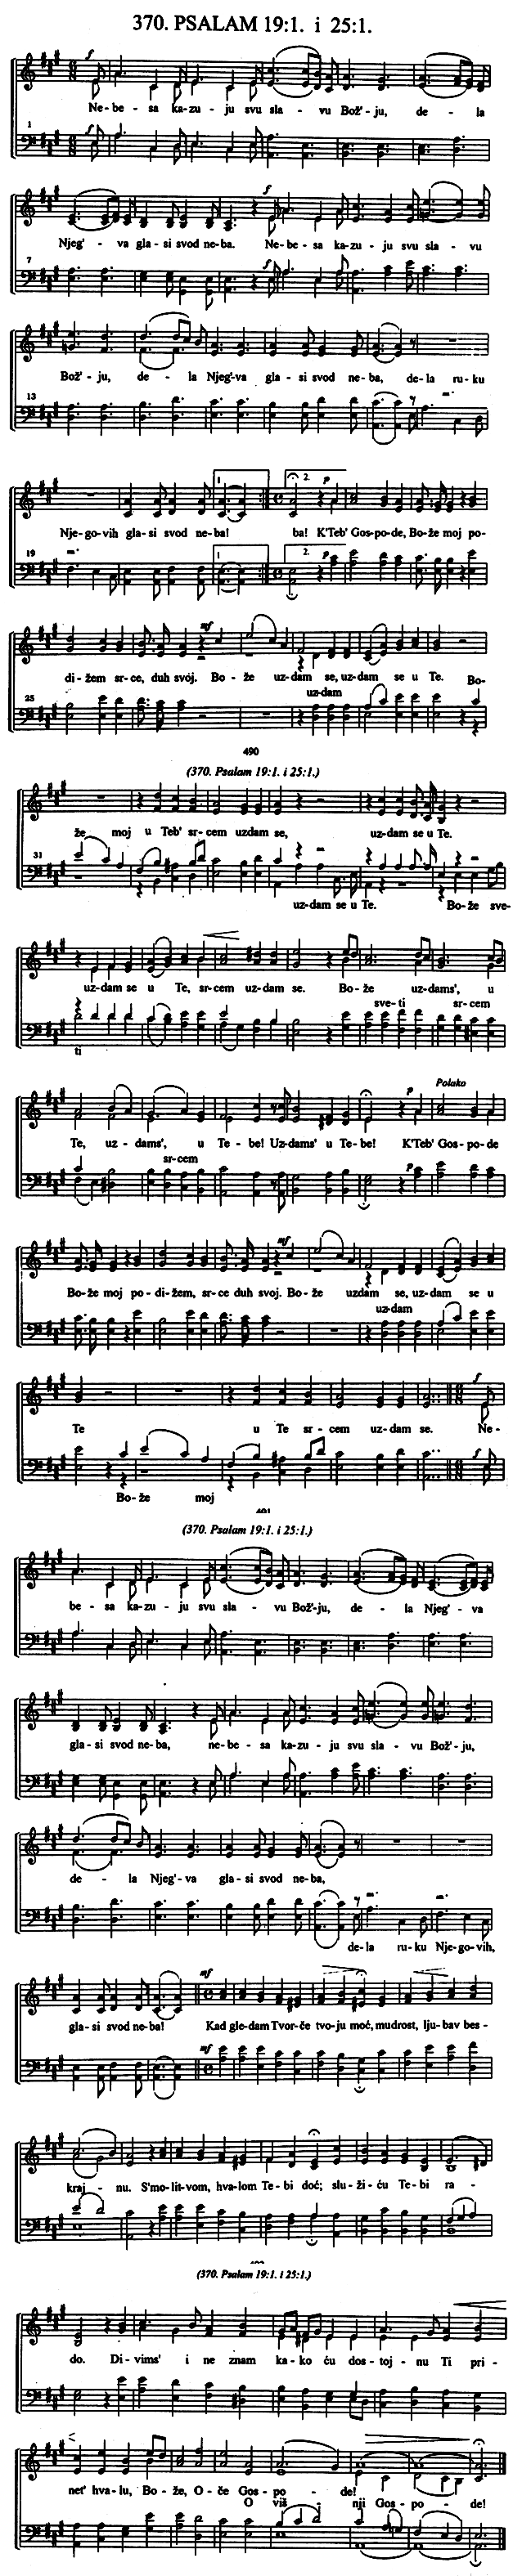 370. PSALAM 19:1. i 25:1.
f
Ne - be - sa ka - zu - ju svu sla - vu Bož'- ju, de - la
1
f
Njeg' - va gla - si svod ne - ba. Ne - be - sa ka - zu - ju svu sla - vu
7
f
Bož' - ju, de - la Njeg'-va gla - si svod ne - ba, de-la ru - ku
13
1. 2. p
Nje-go-vih gla-si svod ne-ba! ba! K'Teb' Gos-po-de, Bo-že moj po-
19
1. 2. p
mf
di-žem sr-ce, duh svoj. Bo - že uz-dam se, uz-dam se u Te. Bo-
uz-dam
25
490
(370. Psalam 19:1. i 25:1.)
že moj u Teb' sr-cem uzdam se, uz-dam se u Te.
31
uz-dam se u Te. Bo-že sve-
uz-dam se u Te, sr-cem uz-dam se. Bo-že uz-dams', u
sve-ti sr-cem
ti
Polako
p
Te, uz - dams', u Te - be! Uz-dams' u Te-be! K'Teb' Gos-po-de
sr-cem
p
mf
Bo-že moj po-di-žem, sr-ce duh svoj. Bo-že uzdam se, uz-dam se u
uz-dam
f
Te u Te sr-cem uz-dam se. Ne-
f
Bo-že moj
491
(370. Psalam 19:1. i 25:1.)
be - sa ka-zu - ju svu sla - vu Bož'-ju, de - la Njeg' - va
gla - si svod ne-ba, ne-be - sa ka-zu - ju svu sla - vu Bož'-ju,
de - la Njeg'-va gla - si svod ne-ba,
de-la ru-ku Nje-go-vih,
mf
gla-si svod ne-ba! Kad gle-dam Tvor-če tvo-ju moć, mudrost, lju-bav bes-
mf
kraj - nu. S'mo-lit-vom, hva-lom Te-bi doć; slu-ži-ću Te-bi ra -
(370. Psalam 19:1. i 25:1.)
do. Di-vims' i ne znam ka-ko ću dos-toj-nu Ti pri -
net' hva-lu, Bo-že, O-če Gos - po - de!
O viš - nji Gos-po - de!